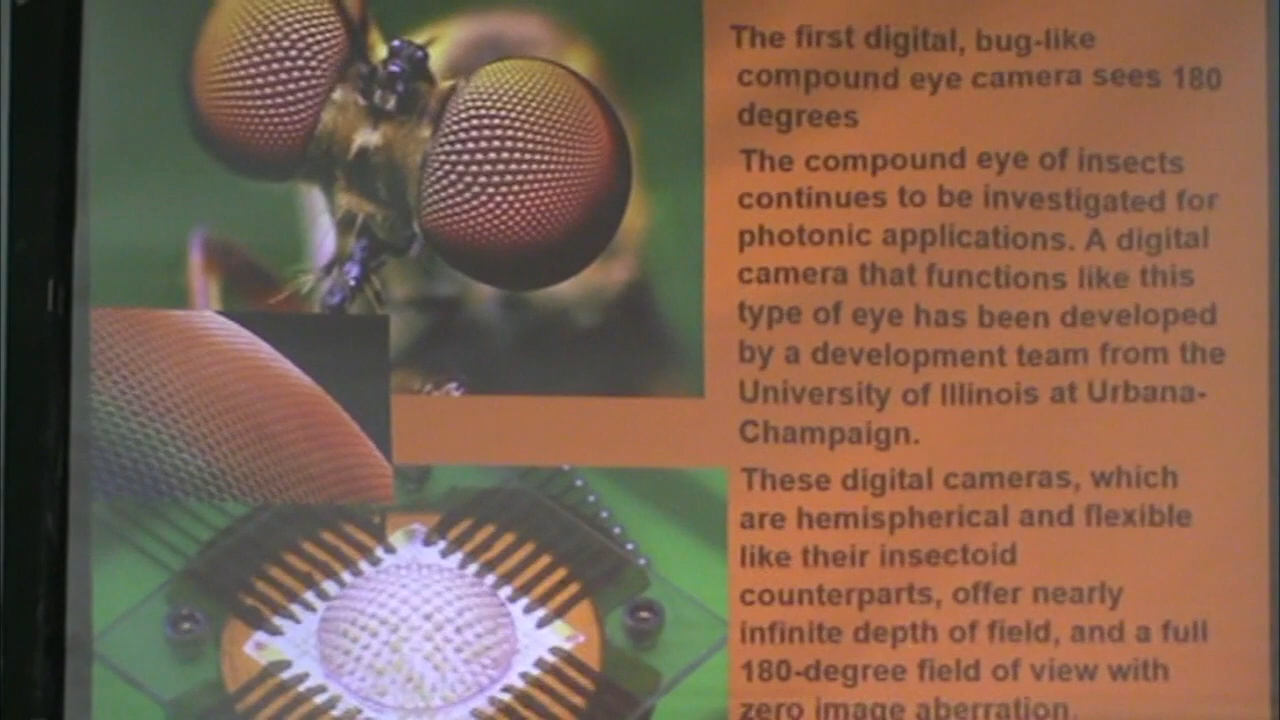 The first digital, bug-like
compound eye camera sees 180
degrees
The compound eye of insects
continues to be investigated for
photonic applications. A digital
camera that functions like this
type of eye has been developed
by a development team from the
University of Illinois at Urbana-
Champaign.
These digital cameras, which
are hemispherical and flexible
like their insectoid
counterparts, offer nearly
infinite depth of field, and a full
180-degree field of view with
zero image aberration.